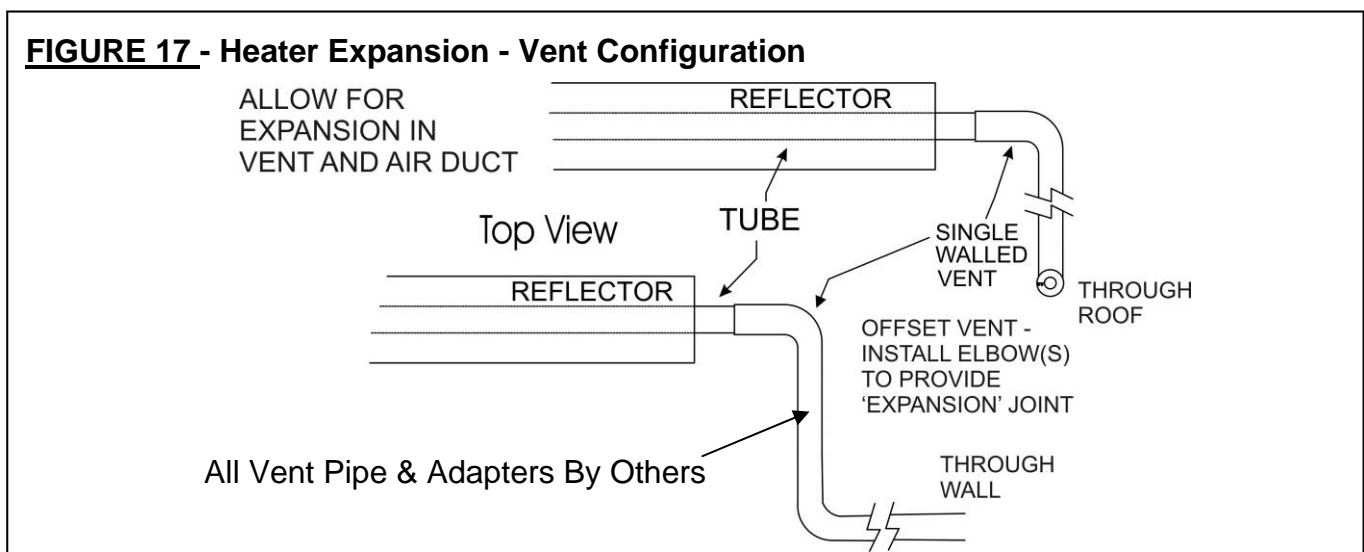 FIGURE 17 - Heater Expansion - Vent Configuration
ALLOW FOR
EXPANSION IN
VENT AND AIR DUCT
REFLECTOR
Top View
TUBE
SINGLE
WALLED
VENT
THROUGH
ROOF
REFLECTOR
OFFSET VENT -
INSTALL ELBOW(S)
TO PROVIDE
‘EXPANSION’ JOINT
All Vent Pipe & Adapters By Others
THROUGH
WALL